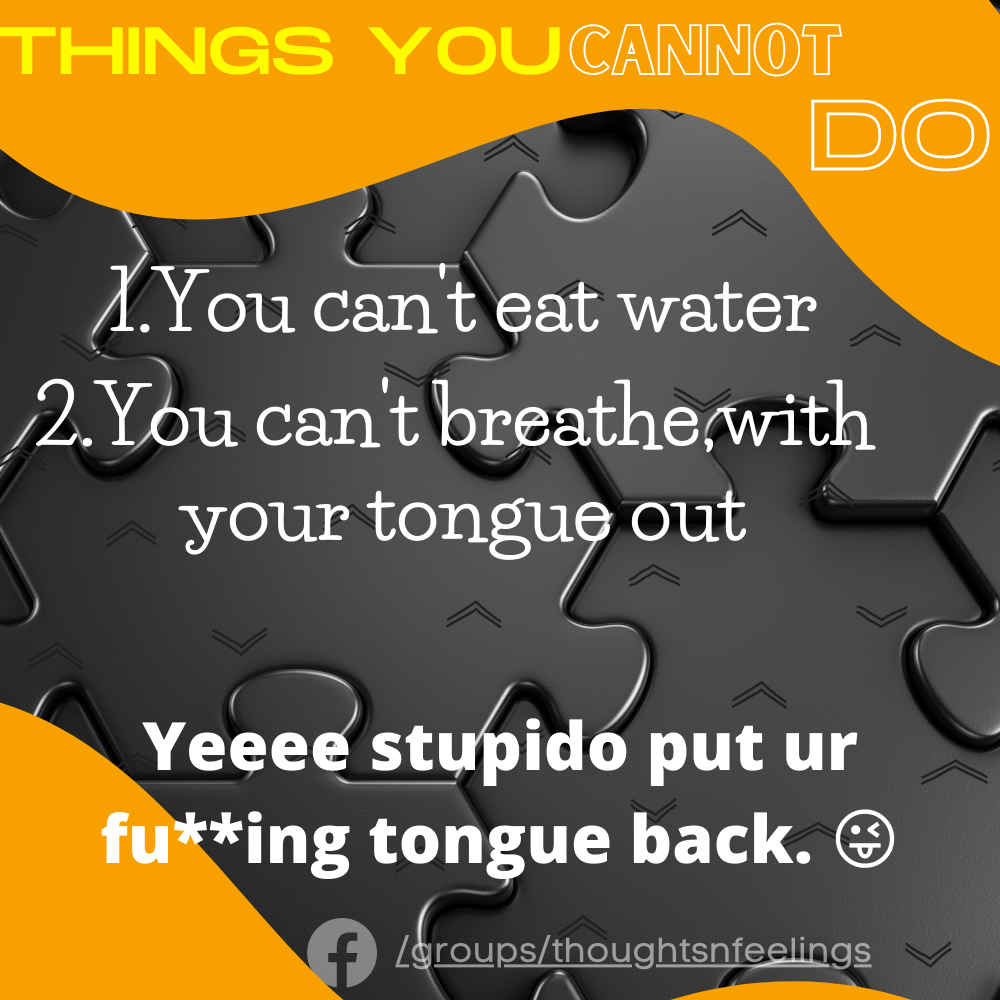 THINGS YOU CANNOT
DO
1.You can't eat water
2.You can't breathe,with
your tongue out
Yeeee stupido put ur
fu**ing tongue back. 😜
/groups/thoughtsnfeelings